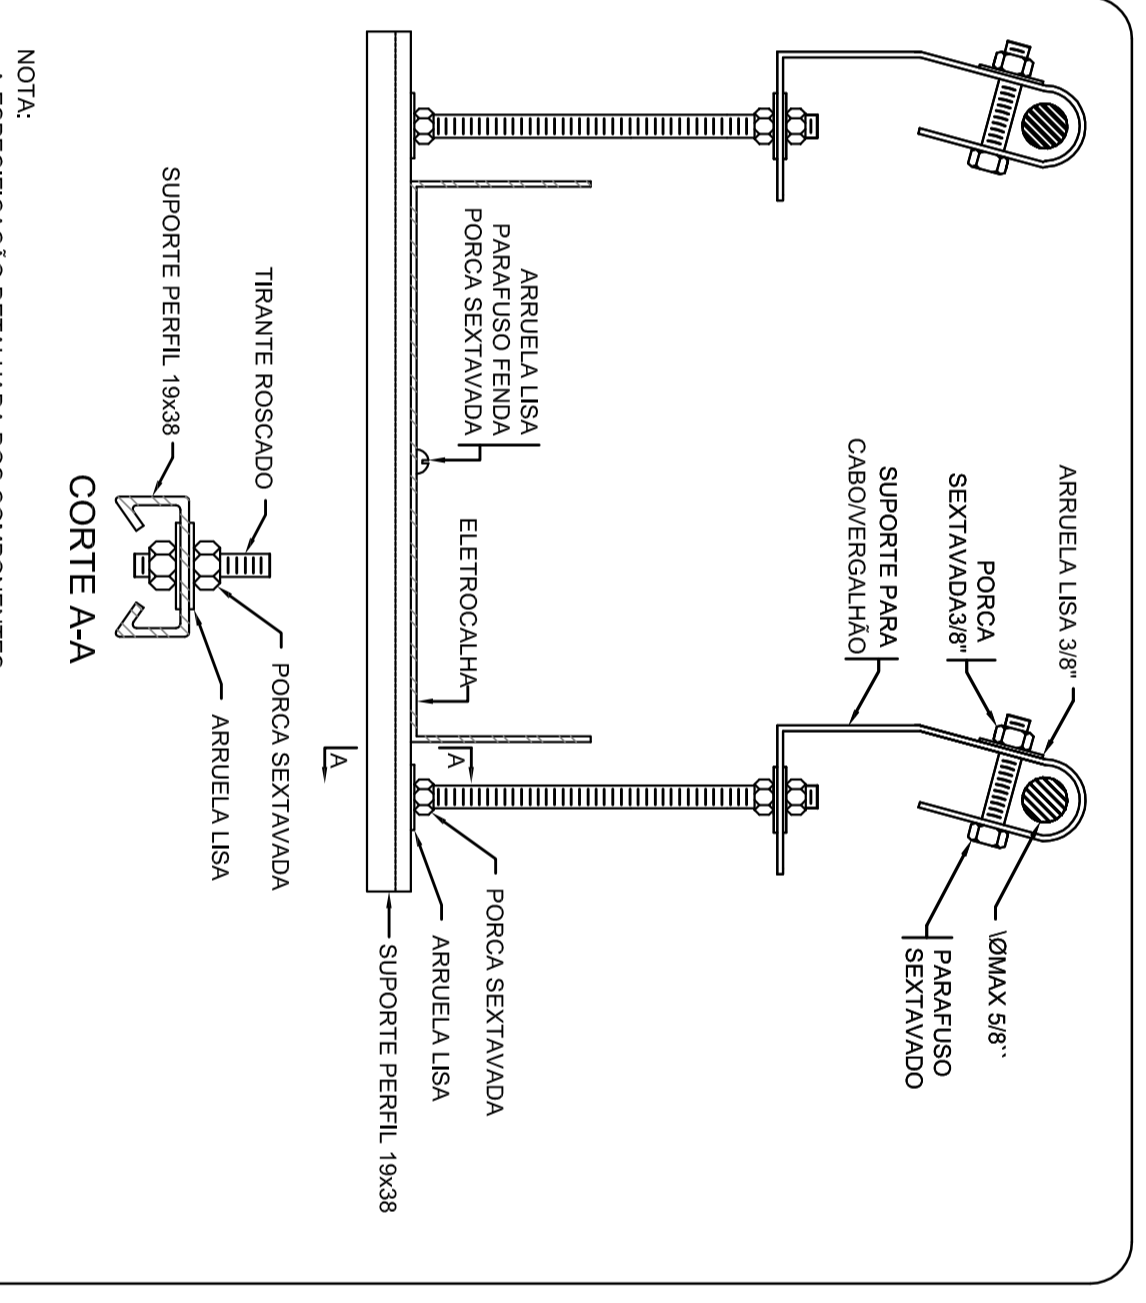 ARRUELA LISA 3/8"
PORCA
SEXTAVADA3/8"
SUPORTE PARA
CABO/VERGALHÃO
\ØMAX 5/8``
PARAFUSO
SEXTAVADO
ARRUELA LISA
PARAFUSO FENDA
PORCA SEXTAVADA
ELETROCALHA
A
A
PORCA SEXTAVADA
ARRUELA LISA
SUPORTE PERFIL 19x38
TIRANTE ROSCADO
SUPORTE PERFIL 19x38
PORCA SEXTAVADA
ARRUELA LISA
CORTE A-A
NOTA: